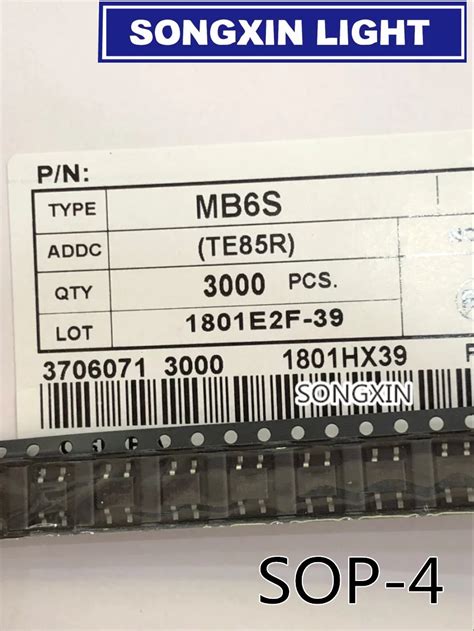 SONGXIN LIGHT
P/N:
TYPE MB6S
ADDC (TE85R)
QTY 3000 PCS.
LOT 1801E2F-39
3706071 3000 1801HX39
SONGXIN
SOP-4